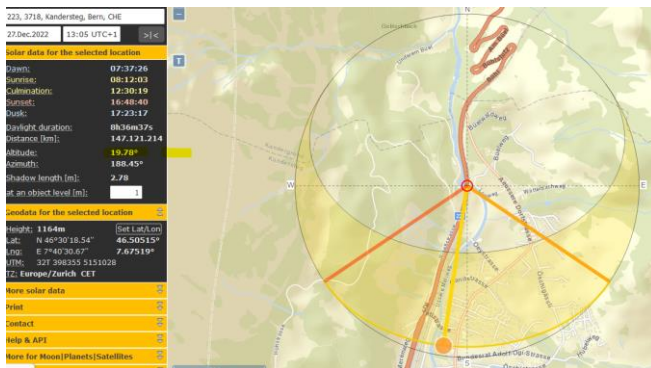 223, 3718, Kandersteg, Bern, CHE
27.Dec.2022 13:05 UTC+1 >|<
Solar data for the selected location
Dawn: 07:37:26
Sunrise: 08:12:03
Culmination: 12:30:19
Sunset: 16:48:40
Dusk: 17:23:17
Daylight duration: 8h36m37s
Distance [km]: 147.121.214
Altitude: 19.78°
Azimuth: 188.45°
Shadow length [m]: 2.78
at an object level [m]: 1
Geodata for the selected location
Height: 1164m Set Lat/Lon
Lat: N 46°30'18.54" 46.50515°
Lng: E 7°40'30.67" 7.67519°
UTM: 32T 398355 5151028
TZ: Europe/Zurich CET
More solar data
Print
Contact
Help & API
More for Moon|Planets|Satellites
T
N
W
E
S
Bundesrat Adolf-Ogi-Strasse